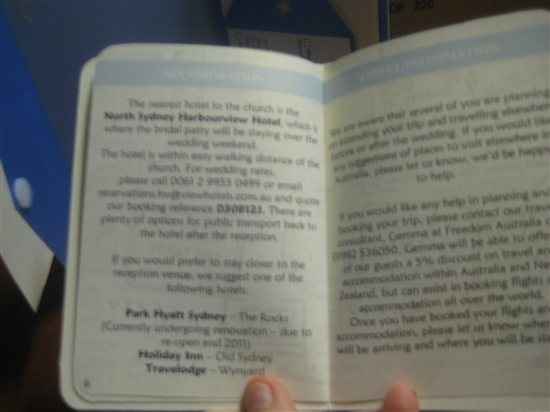 The nearest hotel to the church is the
North Sydney Harbourview Hotel, which is
where the bridal party will be staying over the
wedding weekend.
The hotel is within easy walking distance of the
church. For wedding rates,
please call 0061 2 9955 0499 or email
and quote
our booking reference There are
plenty of options for public transport back to
the hotel after the reception.
If you would prefer to stay closer to the
reception venue, we suggest one of the
following hotels:
Park Hyatt Sydney – The Rocks
(Currently undergoing renovation – due to
re-open end 2011)
Holiday Inn – Old Sydney
Travelodge – Wynyard
8
We are aware that several of you are planning
on extending your trip and travelling elsewhere
before or after the wedding. If you would like
any suggestions of places to visit elsewhere in
Australia, please let us know, we'd be happy
to help.
If you would like any help in planning and
booking your trip, please contact our travel
consultant, Gemma at Freedom Australia
Gemma will be able to offer
of our guests a 5% discount on travel
accommodation within Australia and New
Zealand, but can assist in booking flights
accommodation all over the world.
Once you have booked your flights and
accommodation, please let us know when
will be arriving and where you will be